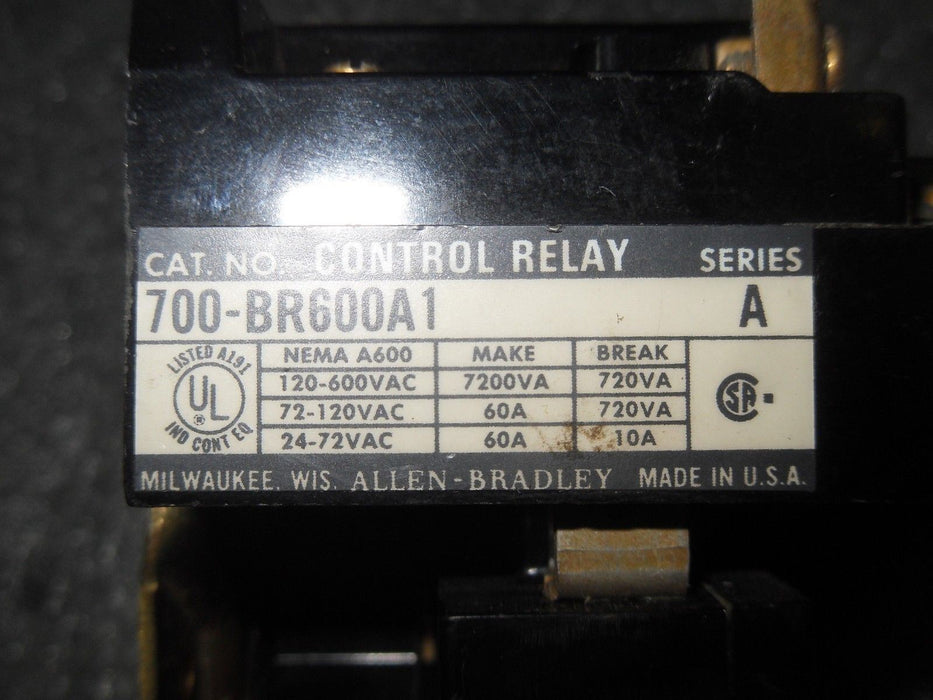 CAT. NO. CONTROL RELAY SERIES
700-BR600A1 A
LISTED A191
UL
IND CONT EQ
NEMA A600 MAKE BREAK
120-600VAC 7200VA 720VA
72-120VAC 60A 720VA
24-72VAC 60A 10A
SA
MILWAUKEE, WIS. ALLEN-BRADLEY MADE IN U.S.A.